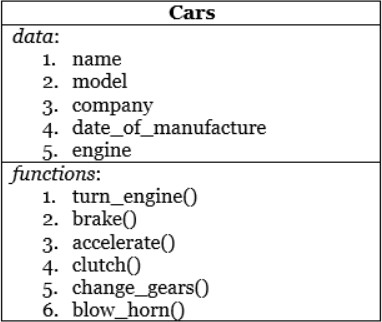 Cars
data:
1. name
2. model
3. company
4. date_of_manufacture
5. engine
functions:
1. turn_engine()
2. brake()
3. accelerate()
4. clutch()
5. change_gears()
6. blow_horn()